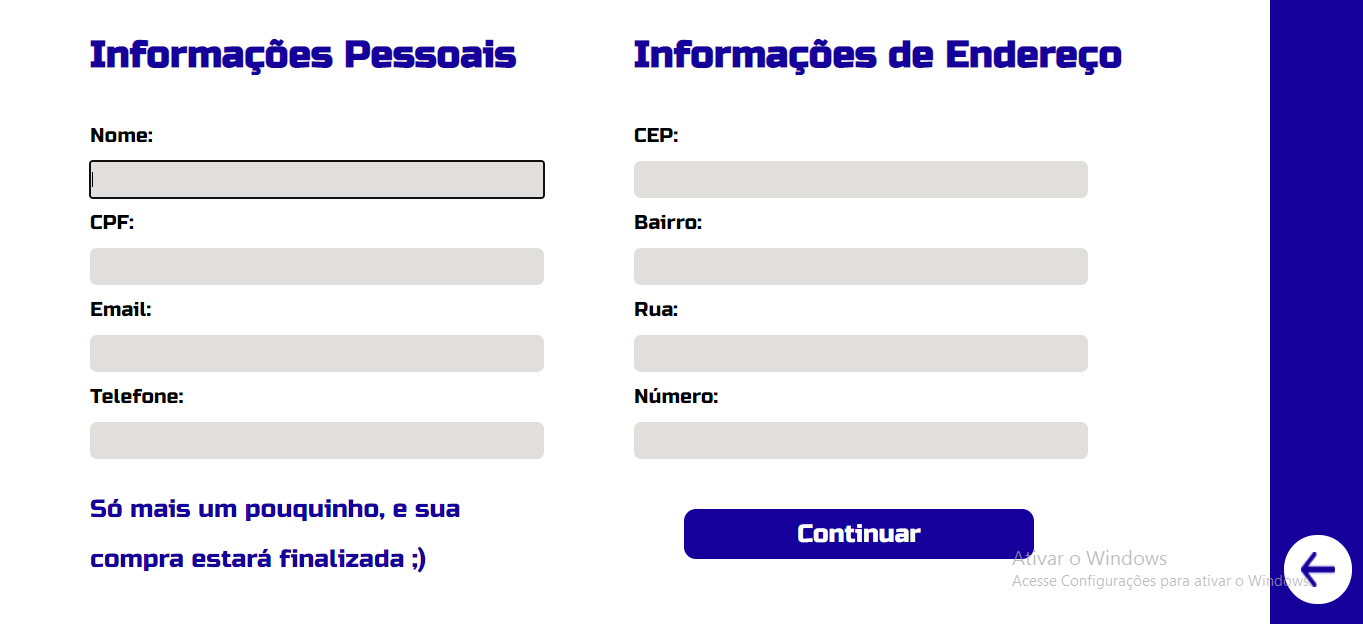 Informações Pessoais
Nome:
CPF:
Email:
Telefone:
Só mais um pouquinho, e sua
compra estará finalizada ;)
Informações de Endereço
CEP:
Bairro:
Rua:
Número:
Continuar
Ativar o Windows
Acesse Configurações para ativar o Windows.